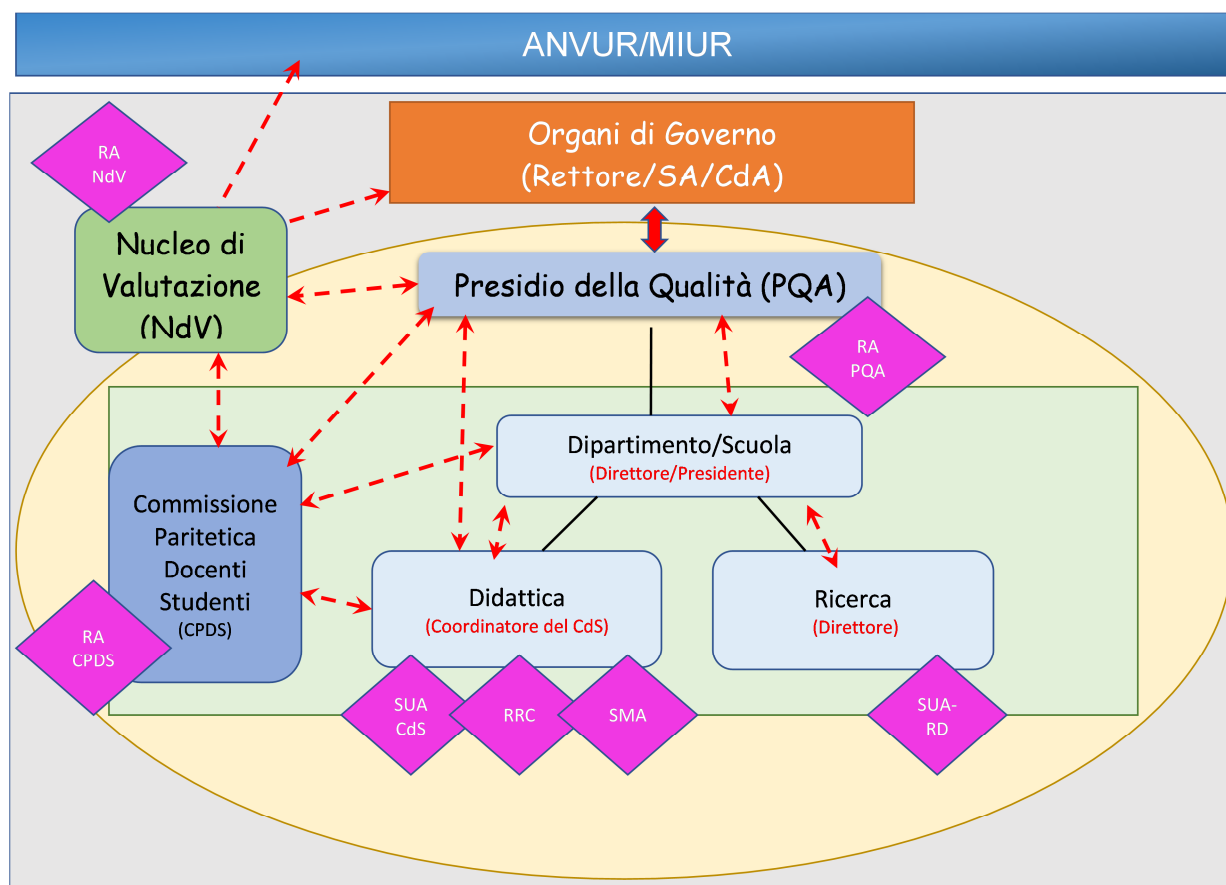 ANVUR/MIUR
RA
NdV
Organi di Governo
(Rettore/SA/CdA)
Nucleo di
Valutazione
(NdV)
Presidio della Qualità (PQA)
RA
PQA
Dipartimento/Scuola
(Direttore/Presidente)
Commissione
Paritetica
Docenti
Studenti
(CPDS)
RA
CPDS
Didattica
(Coordinatore del CdS)
Ricerca
(Direttore)
SUA
CdS
RRC
SMA
SUA-
RD